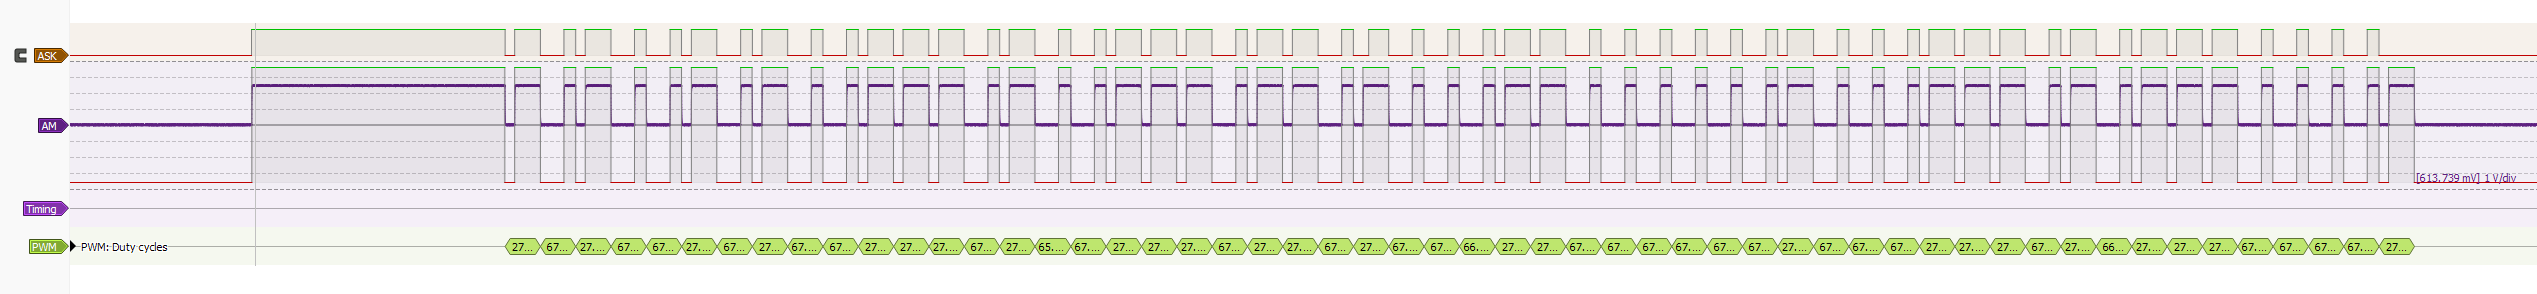 ASK
AM
[613.739 mV] 1 V/div
Timing
PWM PWM: Duty cycles 27... 67... 27.... 67... 67... 27.... 67... 27... 67.... 67... 27... 27... 27.... 67... 27... 65.... 67.... 27... 27... 27.... 67... 27... 27... 67... 27... 67... 67... 66.... 27... 27... 67.... 67... 67... 67.... 67... 67... 27.... 67... 67.... 67... 27... 27.... 27... 67... 27... 66... 27.... 27... 27... 67.... 67... 67... 67.... 27...